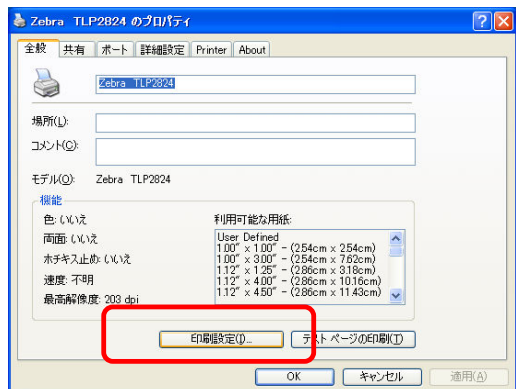 Zebra TLP2824 のプロパティ
全般 共有 ポート 詳細設定 Printer About
Zebra TLP2824
場所(L):
コメント(C):
モデル(O): Zebra TLP2824
機能
色: いいえ
両面: いいえ
ホチキス止め: いいえ
速度: 不明
最高解像度: 203 dpi
利用可能な用紙:
User Defined
1.00" x 1.00" - (2.54cm x 2.54cm)
1.00" x 3.00" - (2.54cm x 7.62cm)
1.12" x 1.25" - (2.86cm x 3.18cm)
1.12" x 4.00" - (2.86cm x 10.16cm)
1.12" x 4.50" - (2.86cm x 11.43cm)
印刷設定(I)... テスト ページの印刷(T)
OK キャンセル 適用(A)